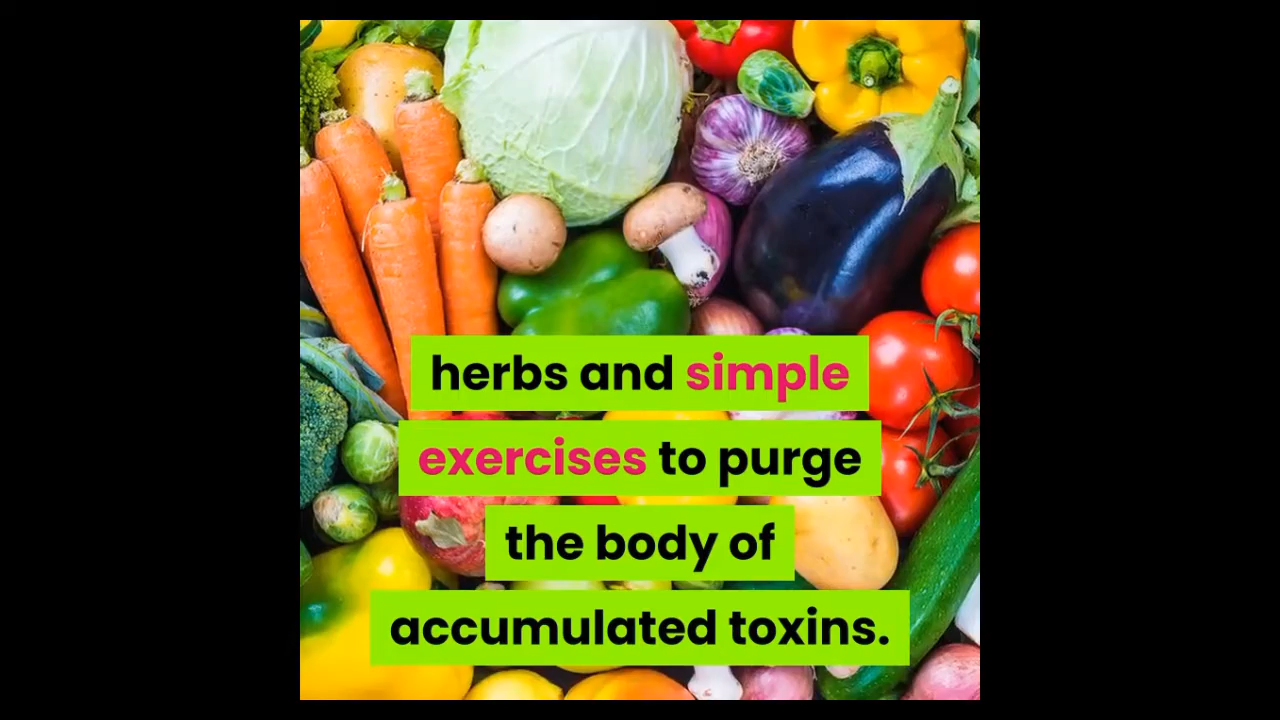 herbs and simple
exercises to purge
the body of
accumulated toxins.